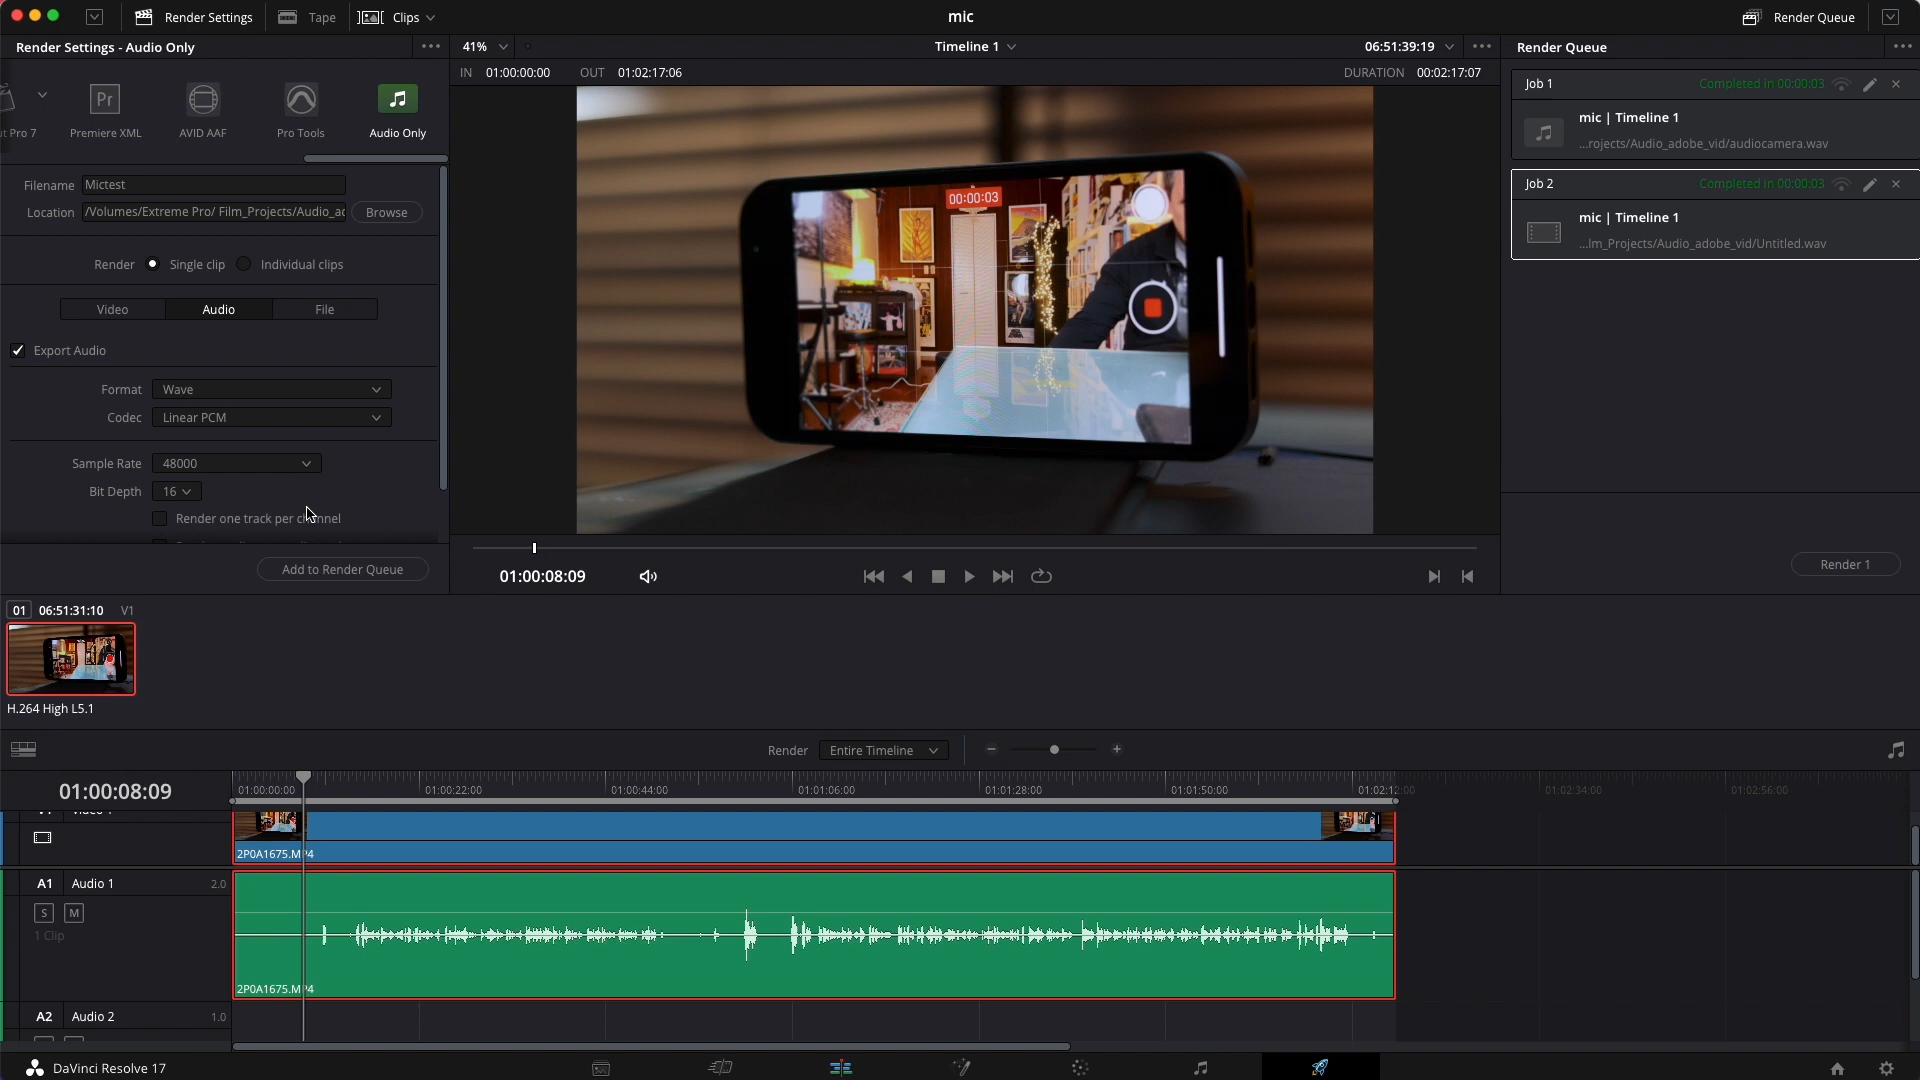 Render Settings
Tape
Clips
mic
Render Queue
Render Settings - Audio Only
41%
Timeline 1
06:51:39:19
Render Queue
IN 01:00:00:00 OUT 01:02:17:06
DURATION 00:02:17:07
ut Pro 7
Premiere XML
AVID AAF
Pro Tools
Audio Only
Job 1
Completed in 00:00:03
mic | Timeline 1
...rojects/Audio_adobe_vid/audiocamera.wav
Job 2
Completed in 00:00:03
mic | Timeline 1
...lm_Projects/Audio_adobe_vid/Untitled.wav
Filename Mictest
Location /Volumes/Extreme Pro/ Film_Projects/Audio_ad Browse
Render Single clip Individual clips
Video Audio File
Export Audio
Format Wave
Codec Linear PCM
Sample Rate 48000
Bit Depth 16
Render one track per channel
Add to Render Queue
00:00:03
01:00:08:09
Render 1
01 06:51:31:10 V1
H.264 High L5.1
Render Entire Timeline
01:00:08:09
01:00:00:00 01:00:22:00 01:00:44:00 01:01:06:00 01:01:28:00 01:01:50:00 01:02:12:00 01:02:34:00 01:02:56:00
2P0A1675.MP4
A1 Audio 1 2.0
S M
1 Clip
2P0A1675.MP4
A2 Audio 2 1.0
DaVinci Resolve 17